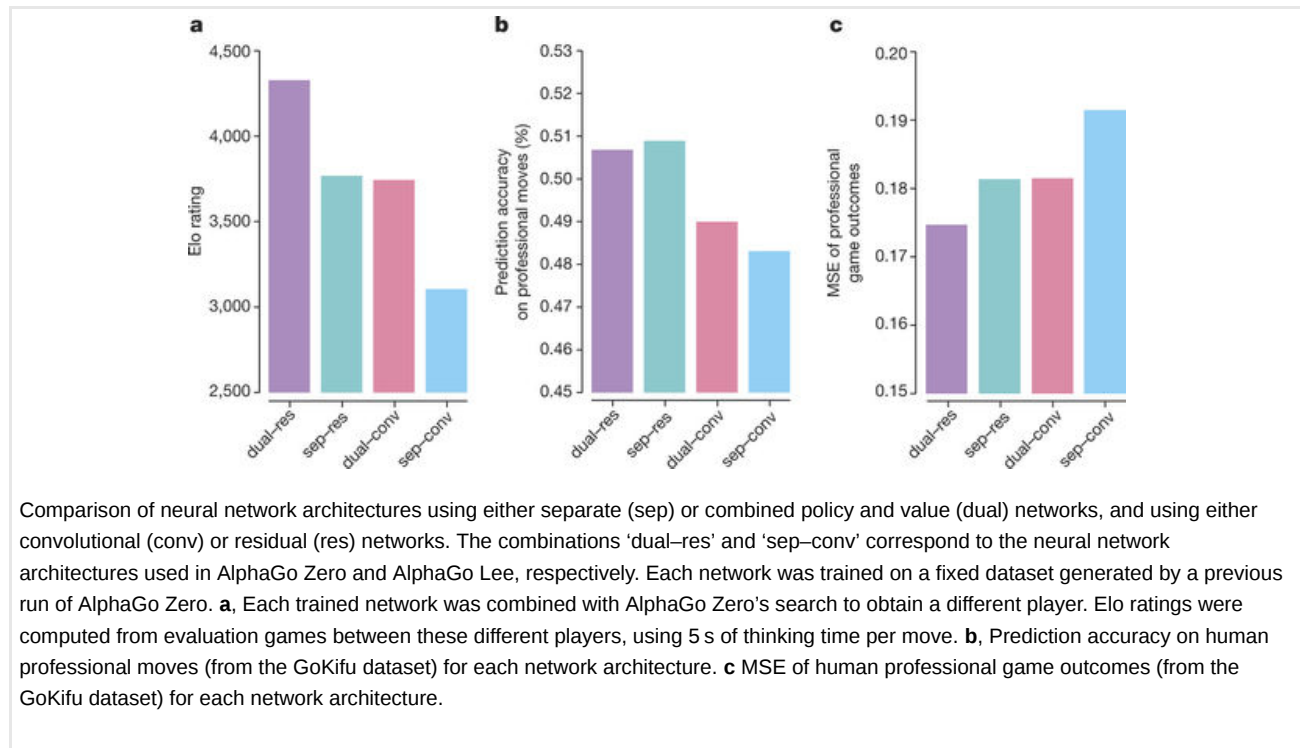 a
b
c
4,500
4,000
3,500
3,000
2,500
Elo rating
dual–res
sep–res
dual–conv
sep–conv
0.53
0.52
0.51
0.50
0.49
0.48
0.47
0.46
0.45
Prediction accuracy
on professional moves (%)
dual–res
sep–res
dual–conv
sep–conv
0.20
0.19
0.18
0.17
0.16
0.15
MSE of professional
game outcomes
dual–res
sep–res
dual–conv
sep–conv
Comparison of neural network architectures using either separate (sep) or combined policy and value (dual) networks, and using either
convolutional (conv) or residual (res) networks. The combinations ‘dual–res’ and ‘sep–conv’ correspond to the neural network
architectures used in AlphaGo Zero and AlphaGo Lee, respectively. Each network was trained on a fixed dataset generated by a previous
run of AlphaGo Zero. a, Each trained network was combined with AlphaGo Zero’s search to obtain a different player. Elo ratings were
computed from evaluation games between these different players, using 5 s of thinking time per move. b, Prediction accuracy on human
professional moves (from the GoKifu dataset) for each network architecture. c MSE of human professional game outcomes (from the
GoKifu dataset) for each network architecture.